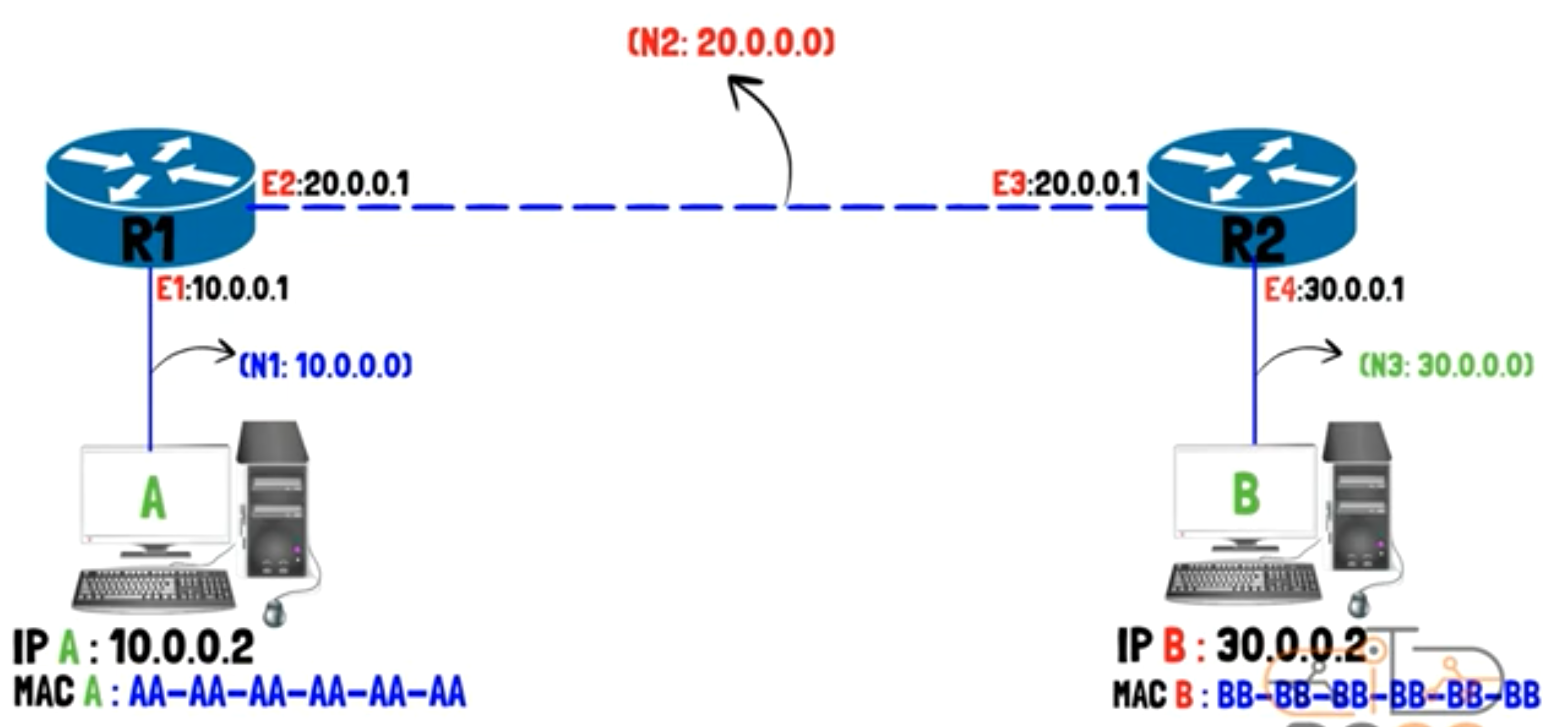 (N2: 20.0.0.0)
E2:20.0.0.1
E3:20.0.0.1
R1
R2
E1:10.0.0.1
E4:30.0.0.1
(N1: 10.0.0.0)
(N3: 30.0.0.0)
A
B
IP A : 10.0.0.2
IP B : 30.0.0.2
MAC A : AA-AA-AA-AA-AA-AA
MAC B : BB-BB-BB-BB-BB-BB